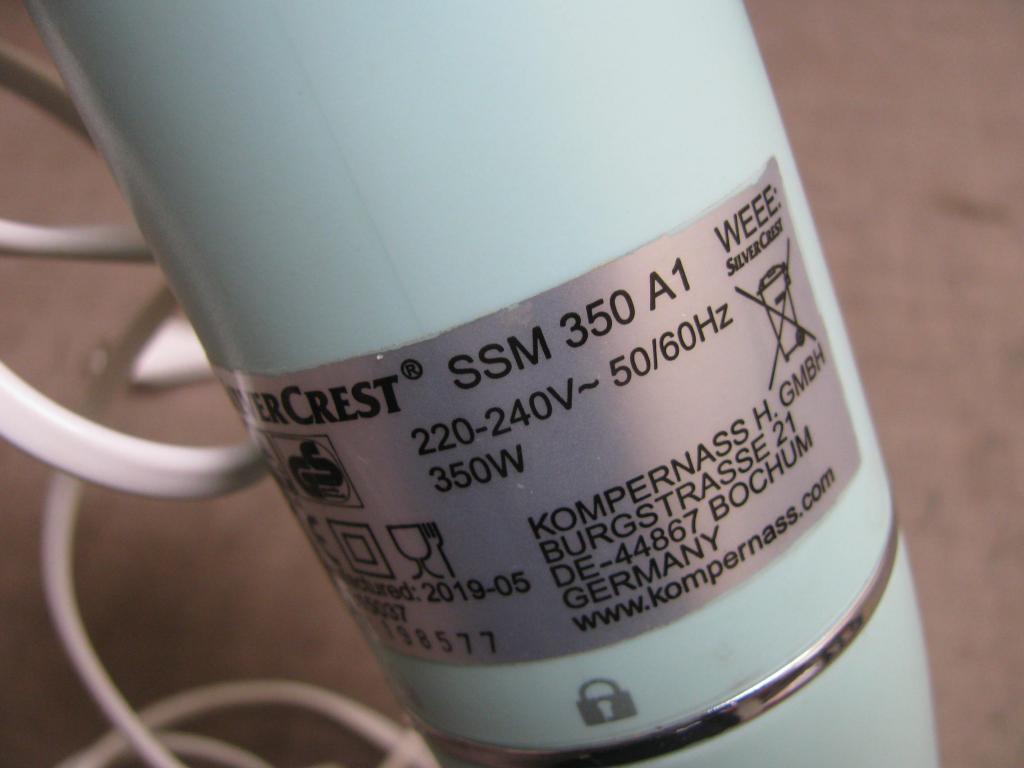 ERCREST® SSM 350 A1
220-240V~ 50/60Hz
350W
WEEE:
SILVERCREST
KOMPERNASS H. GMBH
BURGSTRASSE 21
DE-44867 BOCHUM
GERMANY
www.kompernass.com
ctured: 2019-05
198577